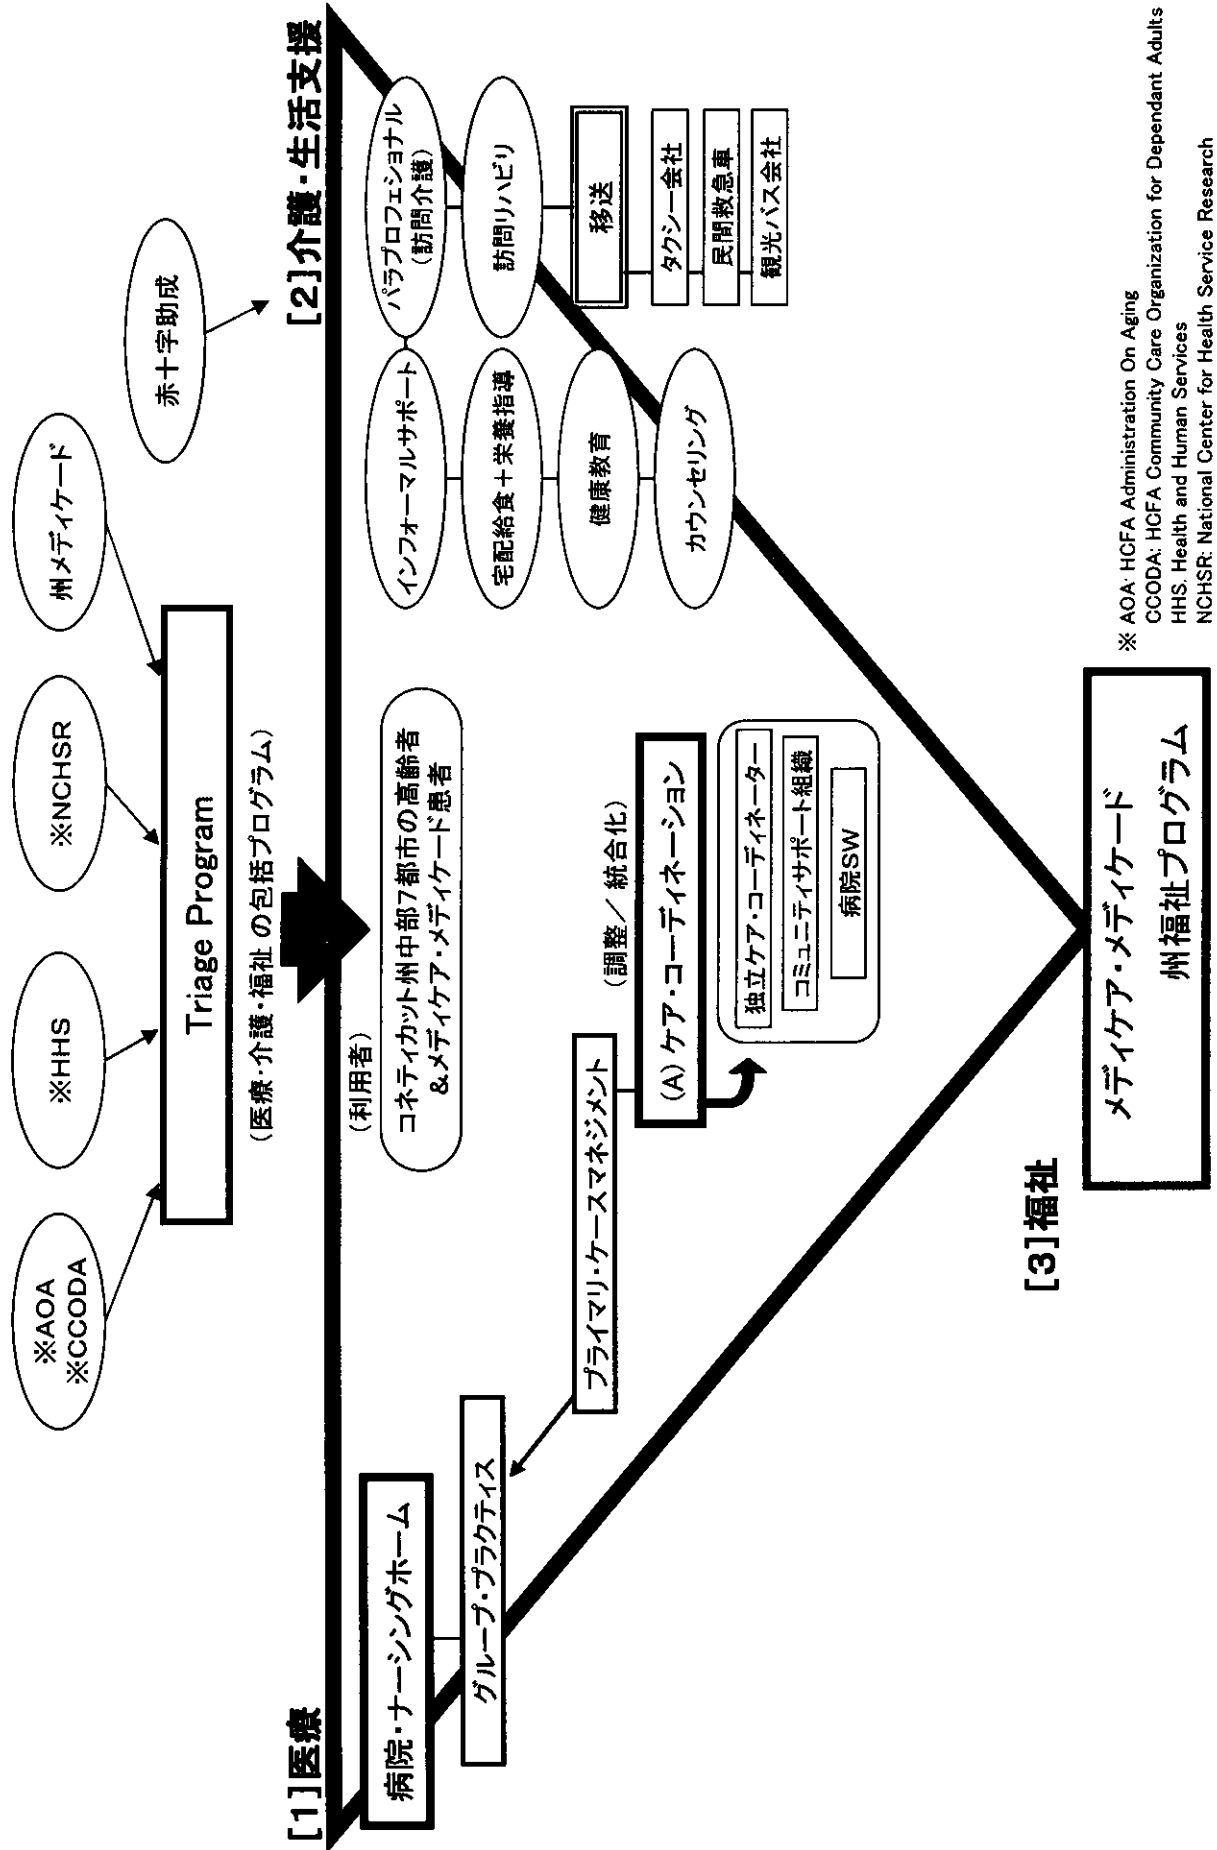 ※AOA
※CCODA
※HHS
※NCHSR
州メディケード
赤十字助成
Triage Program
（医療・介護・福祉 の包括プログラム）
[1]医療
[2]介護・生活支援
（利用者）
コネティカット州中部7都市の高齢者
&メディケア・メディケード患者
病院・ナーシングホーム
グループ・プラクティス
プライマリ・ケースマネジメント
（調整／統合化）
（A）ケア・コーディネーション
独立ケア・コーディネーター
コミュニティサポート組織
病院SW
インフォーマルサポート
宅配給食＋栄養指導
健康教育
カウンセリング
パラプロフェショナル
（訪問介護）
訪問リハビリ
移送
タクシー会社
民間救急車
観光バス会社
[3]福祉
メディケア・メディケード
州福祉プログラム
※ AOA: HCFA Administration On Aging
CCODA: HCFA Community Care Organization for Dependant Adults
HHS. Health and Human Services
NCHSR: National Center for Health Service Research